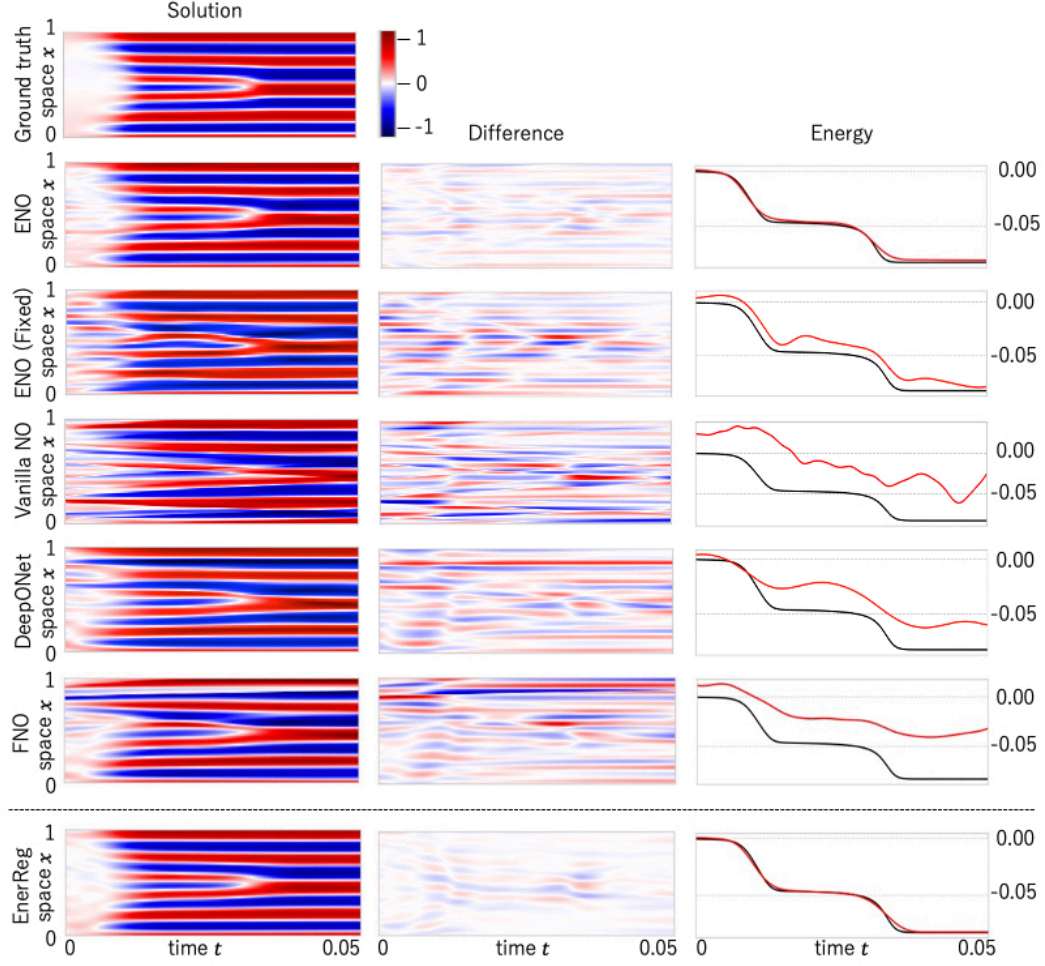 Solution
Ground truth
space x
1
0
1
0
-1
Difference
Energy
ENO
space x
1
0
0.00
-0.05
ENO (Fixed)
space x
1
0
0.00
-0.05
Vanilla NO
space x
1
0
0.00
-0.05
DeepONet
space x
1
0
0.00
-0.05
FNO
space x
1
0
0.00
-0.05
EnerReg
space x
1
0
0.00
-0.05
0 time t 0.05
0 time t 0.05
0 time t 0.05